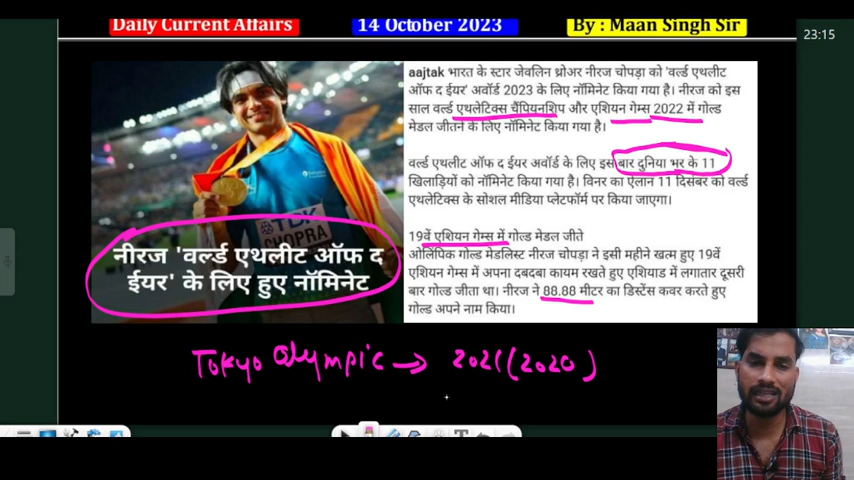 Daily Current Affairs
14 October 2023
By : Maan Singh Sir
23:15
aajtak भारत के स्टार जेवलिन थ्रोअर नीरज चोपड़ा को 'वर्ल्ड एथलीट
ऑफ द ईयर' अवॉर्ड 2023 के लिए नॉमिनेट किया गया है। नीरज को इस
साल वर्ल्ड एथलेटिक्स चैंपियनशिप और एशियन गेम्स 2022 में गोल्ड
मेडल जीतने के लिए नॉमिनेट किया गया है।
वर्ल्ड एथलीट ऑफ द ईयर अवॉर्ड के लिए इस बार दुनिया भर के 11
खिलाड़ियों को नॉमिनेट किया गया है। विनर का ऐलान 11 दिसंबर को वर्ल्ड
एथलेटिक्स के सोशल मीडिया प्लेटफॉर्म पर किया जाएगा।
19वें एशियन गेम्स में गोल्ड मेडल जीते
ओलिंपिक गोल्ड मेडलिस्ट नीरज चोपड़ा ने इसी महीने खत्म हुए 19वें
एशियन गेम्स में अपना दबदबा कायम रखते हुए एशियाड में लगातार दूसरी
बार गोल्ड जीता था। नीरज ने 88.88 मीटर का डिस्टेंस कवर करते हुए
गोल्ड अपने नाम किया।
TDK
CHOPRA
नीरज 'वर्ल्ड एथलीट ऑफ द
ईयर' के लिए हुए नॉमिनेट
Tokyo Olympic → 2021 (2020)